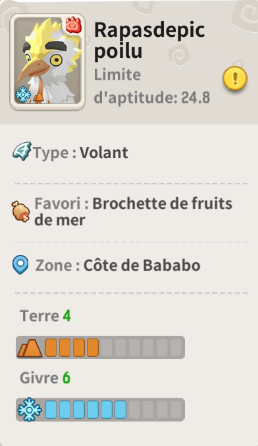 Rapasdepic
poilu
Limite
d'aptitude: 24.8
Type : Volant
Favori : Brochette de fruits
de mer
Zone : Côte de Bababo
Terre 4
Givre 6